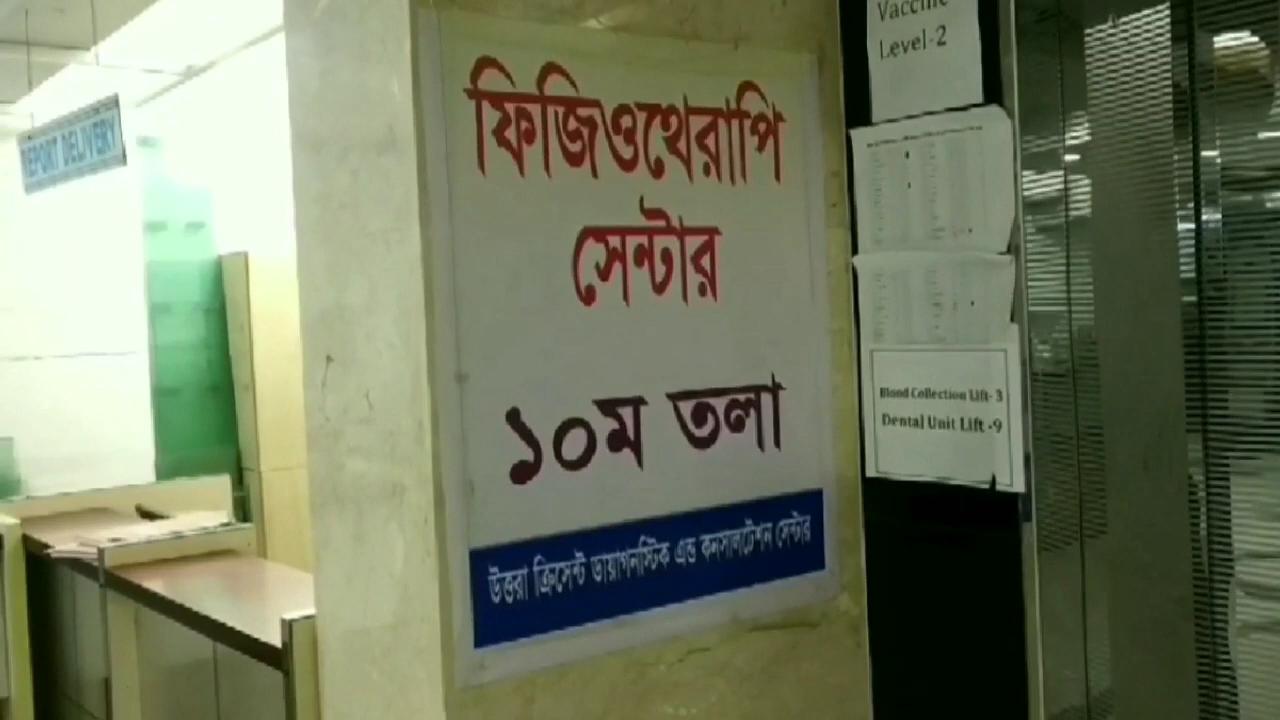 REPORT DELIVERY
ফিজিওথেরাপি
সেন্টার
১০ম তলা
উত্তরা ক্রিসেন্ট ডায়াগনস্টিক এন্ড কনসালটেশন সেন্টার
Vaccine
Level-2
Blood Collection Lift- 3
Dental Unit Lift -9